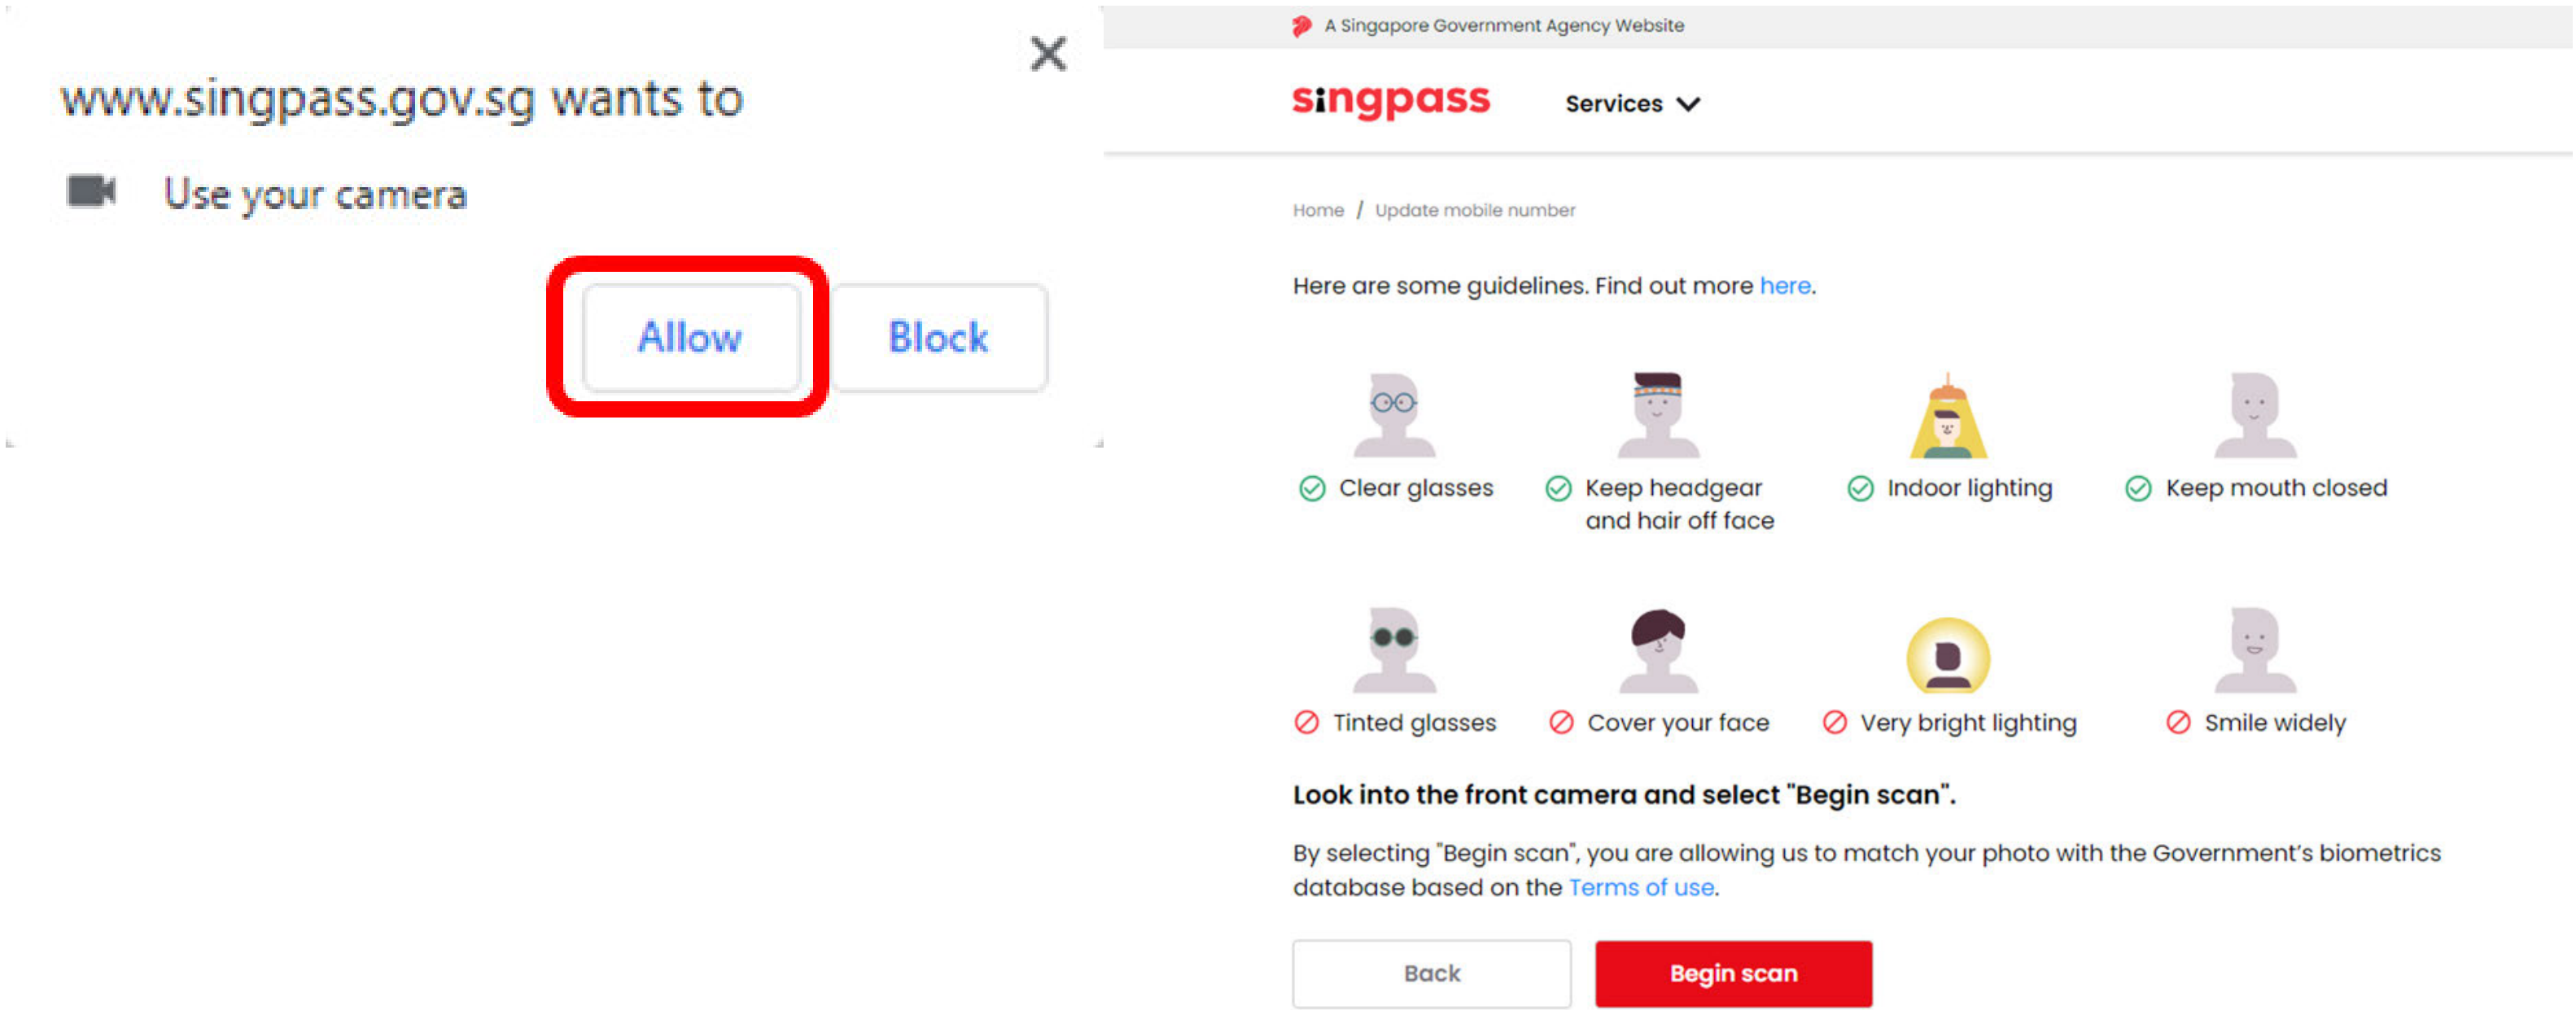 www.singpass.gov.sg wants to
Use your camera
Allow
Block
A Singapore Government Agency Website
singpass
Services
Home / Update mobile number
Here are some guidelines. Find out more here.
Clear glasses
Keep headgear
and hair off face
Indoor lighting
Keep mouth closed
Tinted glasses
Cover your face
Very bright lighting
Smile widely
Look into the front camera and select "Begin scan".
By selecting "Begin scan", you are allowing us to match your photo with the Government's biometrics
database based on the Terms of use.
Back
Begin scan